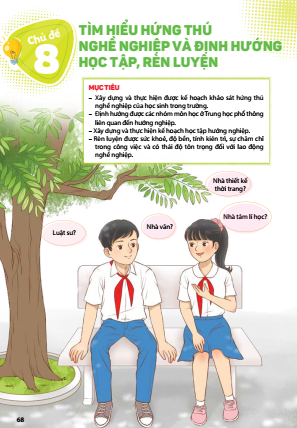 Chủ đề
8
TÌM HIỂU HỨNG THÚ
NGHỀ NGHIỆP VÀ ĐỊNH HƯỚNG
HỌC TẬP, RÈN LUYỆN
MỤC TIÊU
– Xây dựng và thực hiện được kế hoạch khảo sát hứng thú
nghề nghiệp của học sinh trong trường.
– Định hướng được các nhóm môn học ở Trung học phổ thông
liên quan đến hướng nghiệp.
– Xây dựng và thực hiện kế hoạch học tập hướng nghiệp.
– Rèn luyện được sức khoẻ, độ bền, tính kiên trì, sự chăm chỉ
trong công việc và có thái độ tôn trọng đối với lao động
nghề nghiệp.
Nhà thiết kế
thời trang?
Nhà văn?
Nhà tâm lí học?
Luật sư?
68